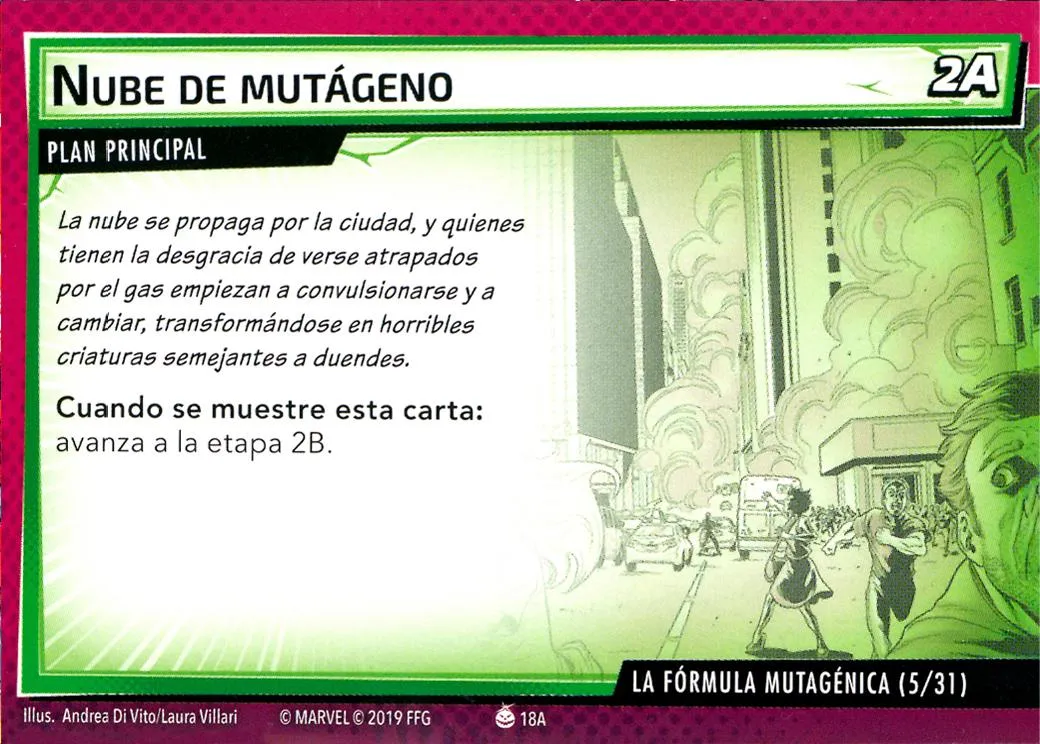 NUBE DE MUTÁGENO
2A
PLAN PRINCIPAL
La nube se propaga por la ciudad, y quienes
tienen la desgracia de verse atrapados
por el gas empiezan a convulsionarse y a
cambiar, transformándose en horribles
criaturas semejantes a duendes.
Cuando se muestre esta carta:
avanza a la etapa 2B.
LA FÓRMULA MUTAGÉNICA (5/31)
Illus. Andrea Di Vito/Laura Villari
© MARVEL © 2019 FFG
18A